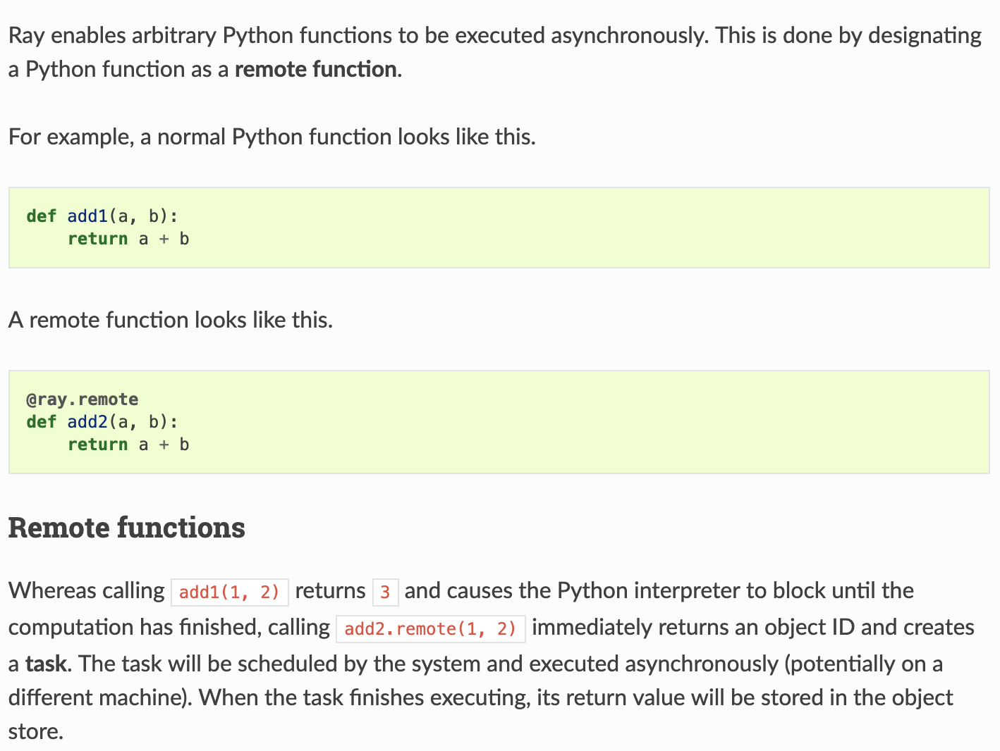 Ray enables arbitrary Python functions to be executed asynchronously. This is done by designating
a Python function as a remote function.
For example, a normal Python function looks like this.
def add1(a, b):
    return a + b
A remote function looks like this.
@ray.remote
def add2(a, b):
    return a + b
Remote functions
Whereas calling add1(1, 2) returns 3 and causes the Python interpreter to block until the
computation has finished, calling add2.remote(1, 2) immediately returns an object ID and creates
a task. The task will be scheduled by the system and executed asynchronously (potentially on a
different machine). When the task finishes executing, its return value will be stored in the object
store.